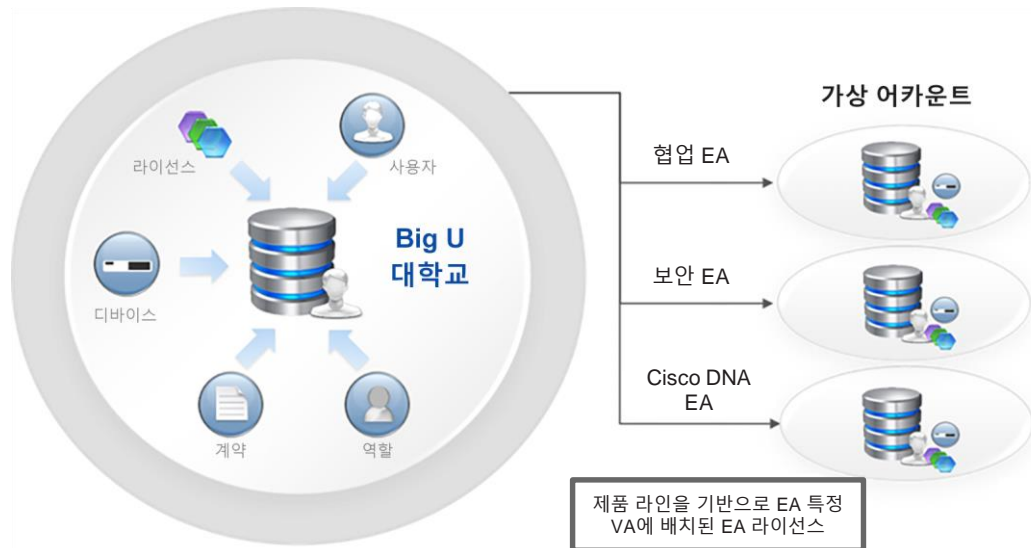 라이선스
사용자
디바이스
Big U
대학교
계약
역할
가상 어카운트
협업 EA
보안 EA
Cisco DNA
EA
제품 라인을 기반으로 EA 특정
VA에 배치된 EA 라이선스